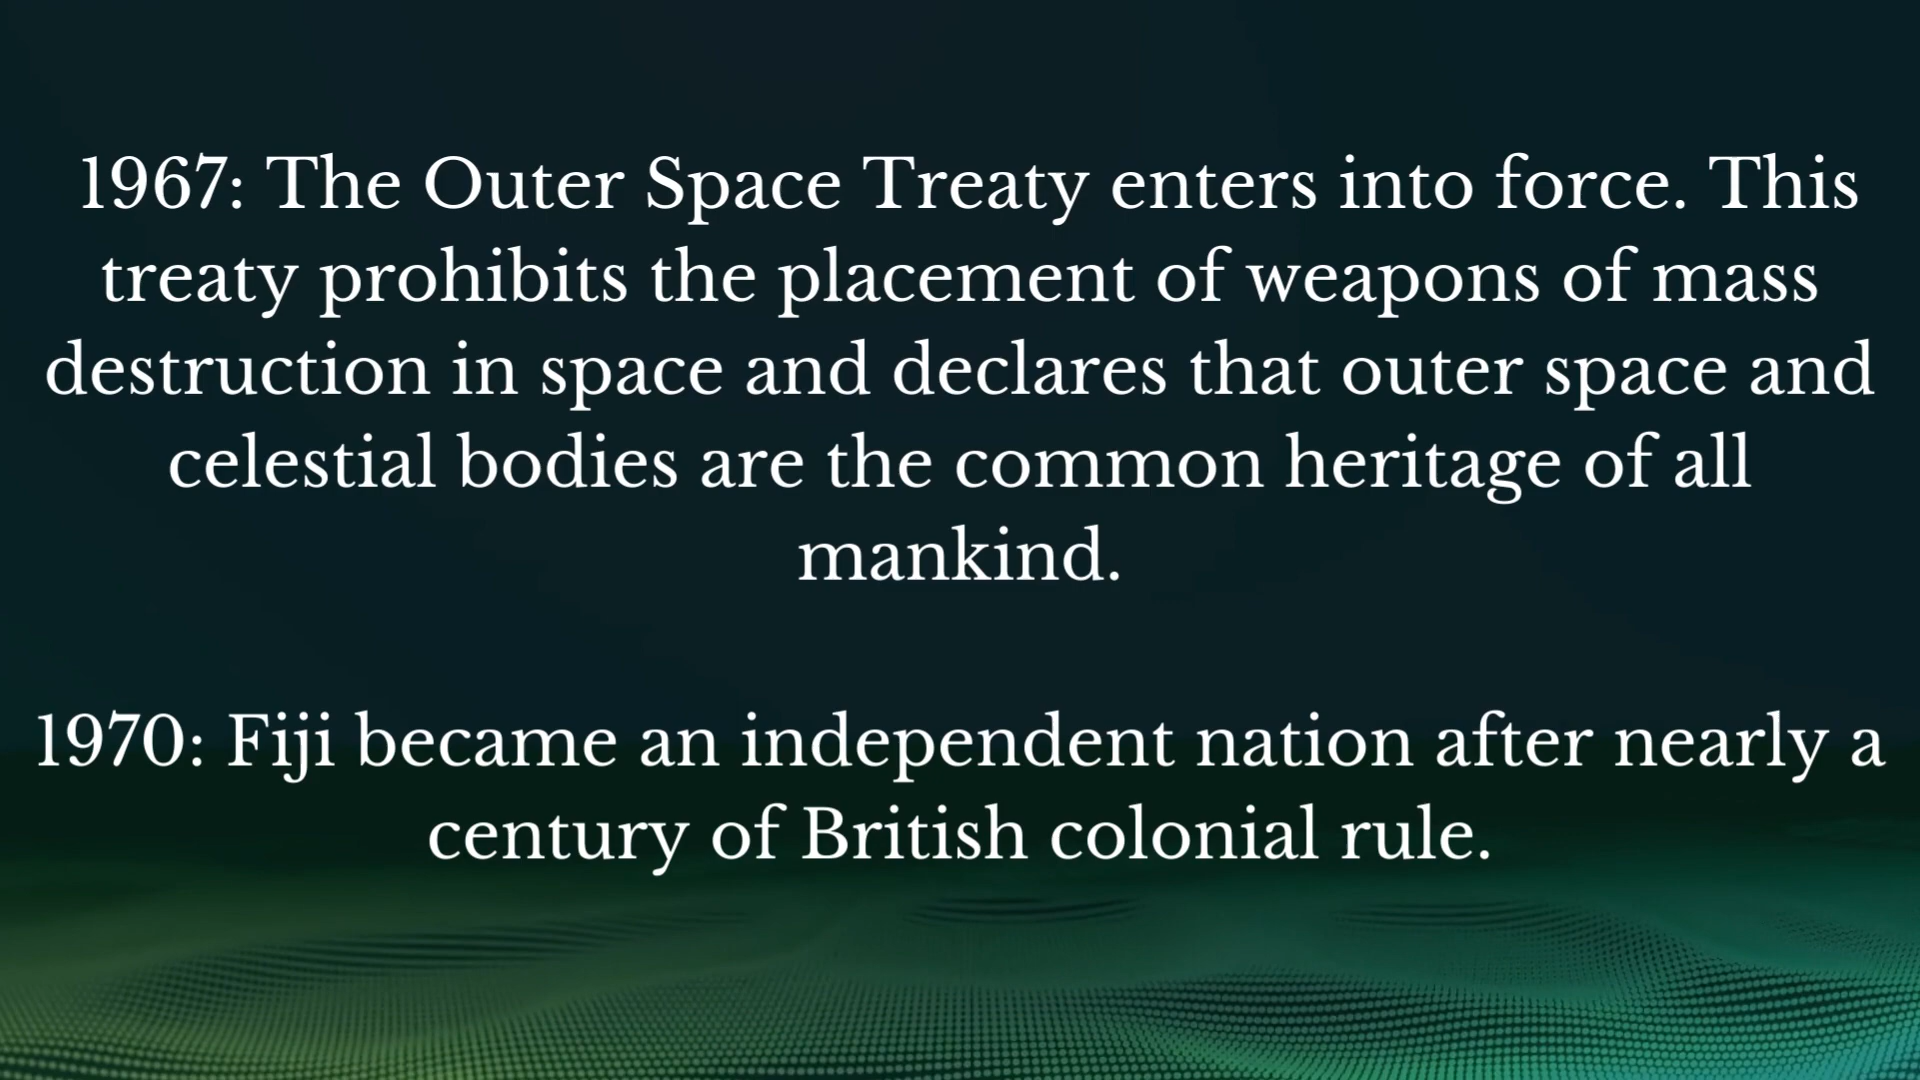 1967: The Outer Space Treaty enters into force. This
treaty prohibits the placement of weapons of mass
destruction in space and declares that outer space and
celestial bodies are the common heritage of all
mankind.
1970: Fiji became an independent nation after nearly a
century of British colonial rule.